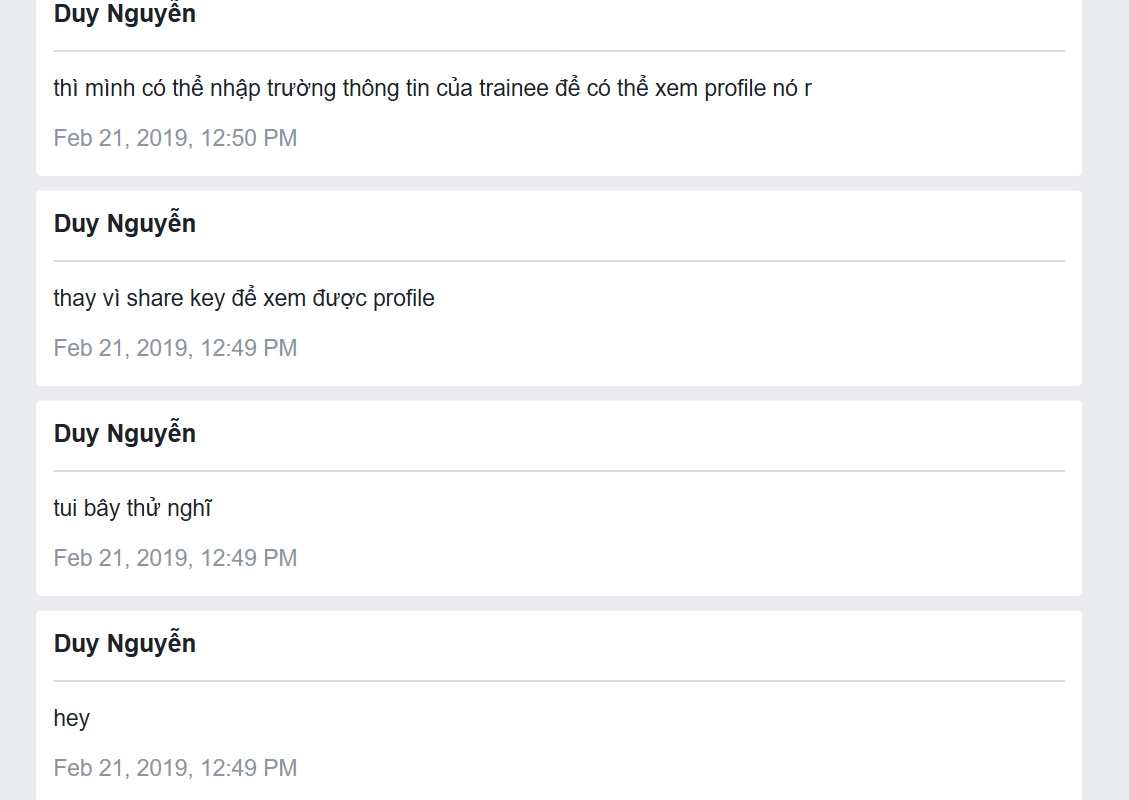 Duy Nguyễn
thì mình có thể nhập trường thông tin của trainee để có thể xem profile nó r
Feb 21, 2019, 12:50 PM
Duy Nguyễn
thay vì share key để xem được profile
Feb 21, 2019, 12:49 PM
Duy Nguyễn
tui bây thử nghĩ
Feb 21, 2019, 12:49 PM
Duy Nguyễn
hey
Feb 21, 2019, 12:49 PM